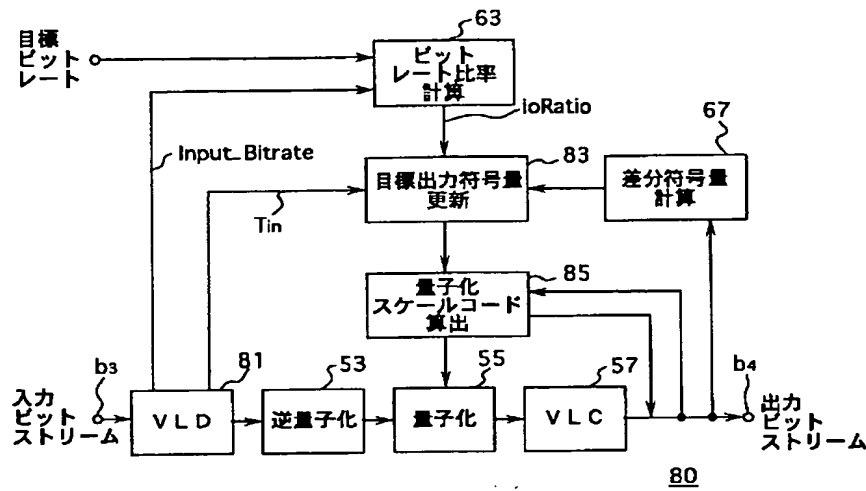 63
目標
ビット
レート
ビット
レート比率
計算
ioRatio
67
Input_Bitrate
83
目標出力符号量
更新
差分符号量
計算
Tin
85
量子化
スケールコード
算出
b3
81
53
55
57
b4
入力
ビット
ストリーム
VLD
逆量子化
量子化
VLC
出力
ビット
ストリーム
80